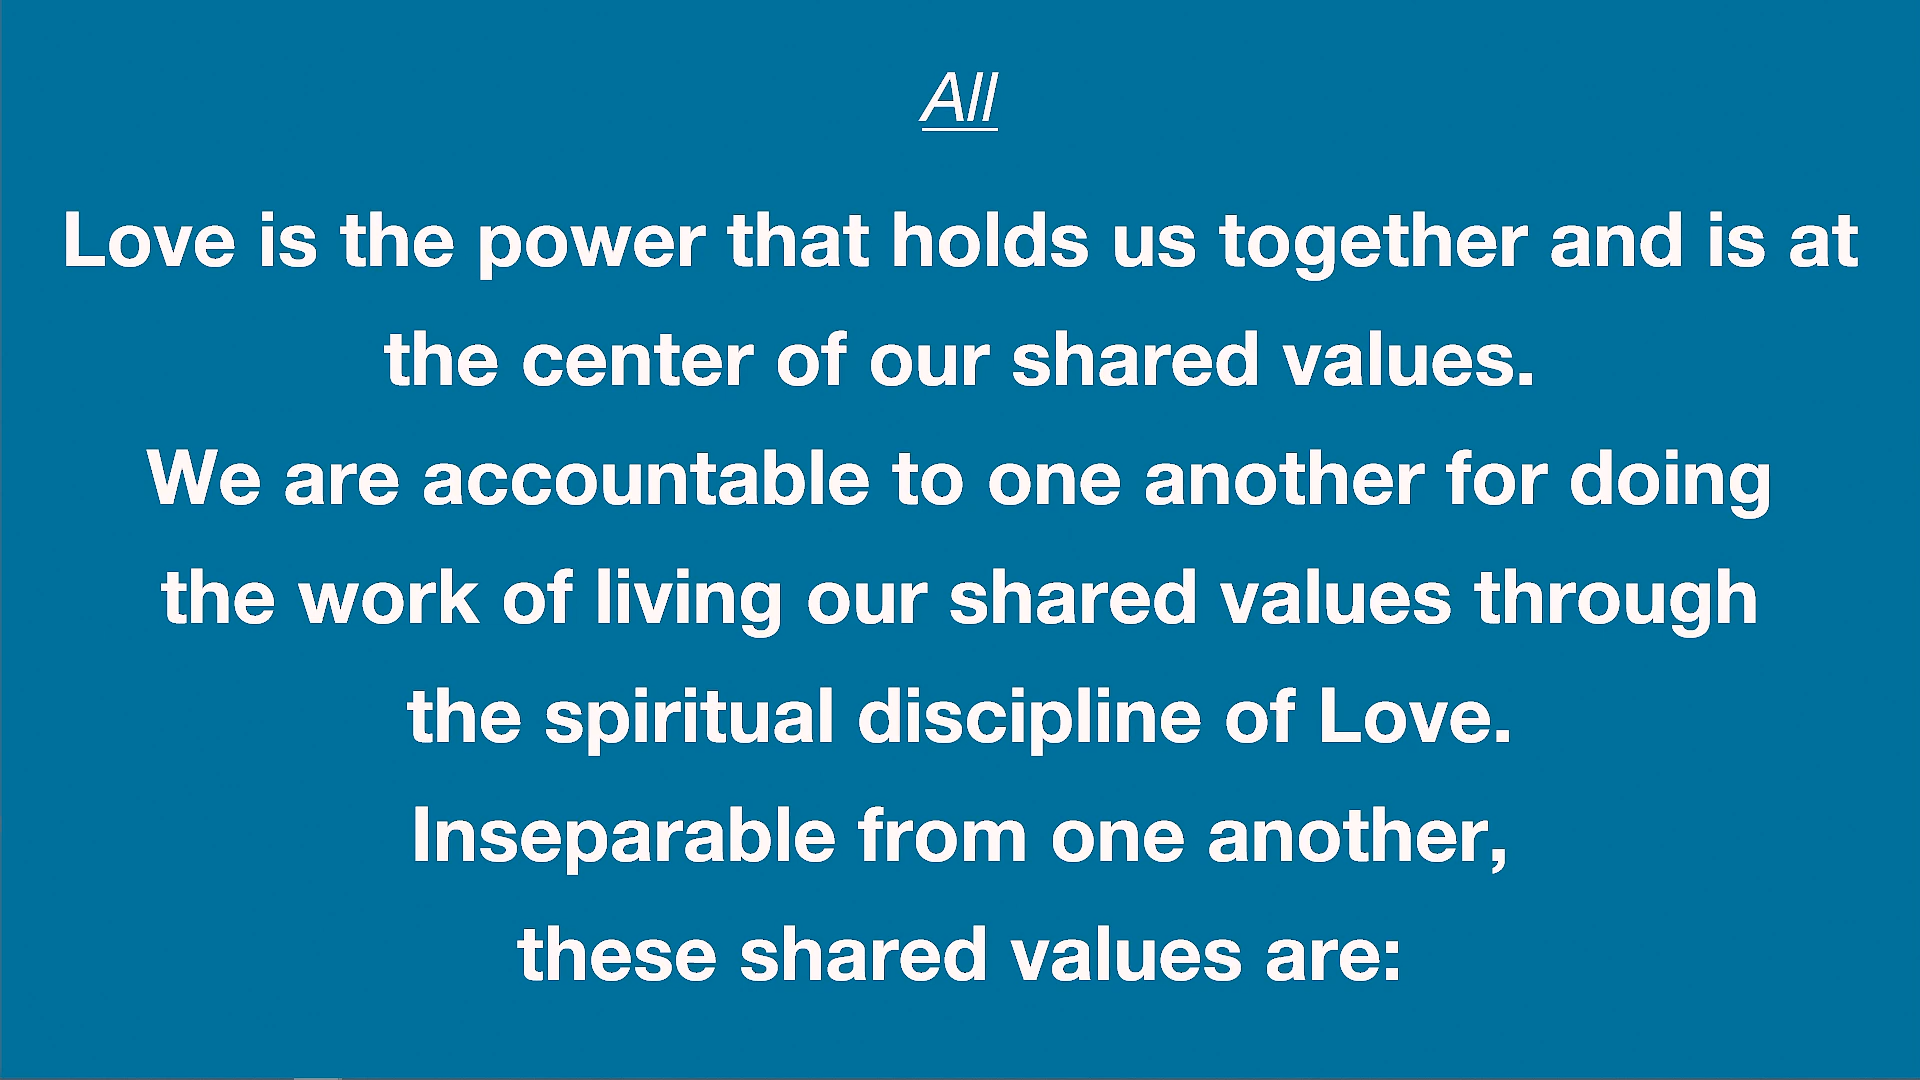 All
Love is the power that holds us together and is at
the center of our shared values.
We are accountable to one another for doing
the work of living our shared values through
the spiritual discipline of Love.
Inseparable from one another,
these shared values are: